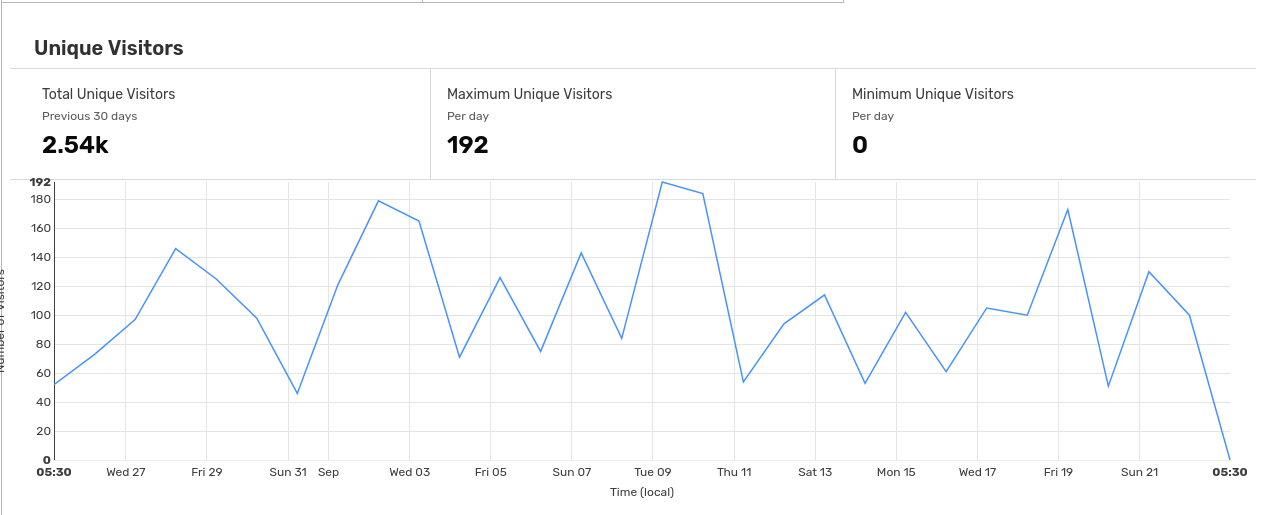 Unique Visitors
Total Unique Visitors
Previous 30 days
2.54k
Maximum Unique Visitors
Per day
192
Minimum Unique Visitors
Per day
0
192
180
160
140
120
100
80
60
40
20
0
05:30 Wed 27 Fri 29 Sun 31 Sep Wed 03 Fri 05 Sun 07 Tue 09 Thu 11 Sat 13 Mon 15 Wed 17 Fri 19 Sun 21 05:30
Time (local)